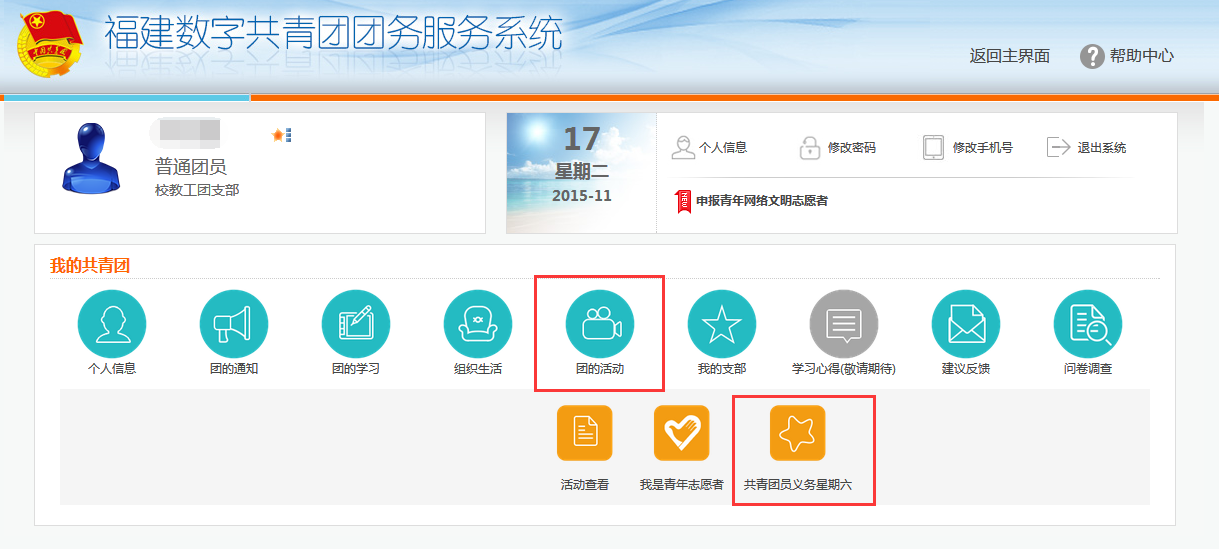 福建数字共青团团务服务系统
返回主界面
帮助中心
普通团员
校教工团支部
17
星期二
2015-11
个人信息
修改密码
修改手机号
退出系统
NEW
申报青年网络文明志愿者
我的共青团
个人信息
团的通知
团的学习
组织生活
团的活动
我的支部
学习心得(敬请期待)
建议反馈
问卷调查
活动查看
我是青年志愿者
共青团员义务星期六